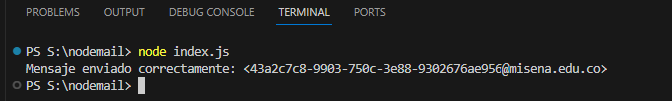 PROBLEMS OUTPUT DEBUG CONSOLE TERMINAL PORTS
PS S:\nodemail> node index.js
Mensaje enviado correctamente: <43a2c7c8-9903-750c-3e88-9302676ae956@misena.edu.co>
PS S:\nodemail>